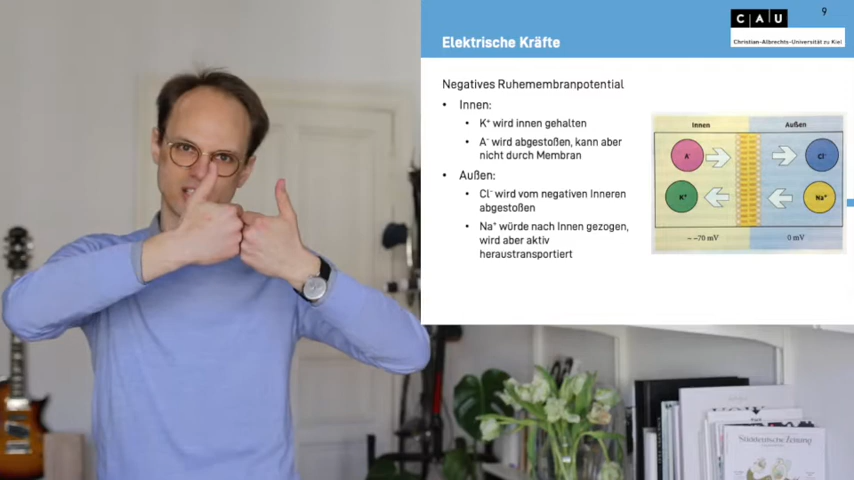 9
C A U
Christian-Albrechts-Universität zu Kiel
Elektrische Kräfte
Negatives Ruhemembranpotential
• Innen:
• K⁺ wird innen gehalten
• A⁻ wird abgestoßen, kann aber
nicht durch Membran
• Außen:
• Cl⁻ wird vom negativen Inneren
abgestoßen
• Na⁺ würde nach Innen gezogen,
wird aber aktiv
heraustransportiert
Innen Außen
A⁻ Cl⁻
K⁺ Na⁺
~ -70 mV 0 mV
Süddeutsche Zeitung